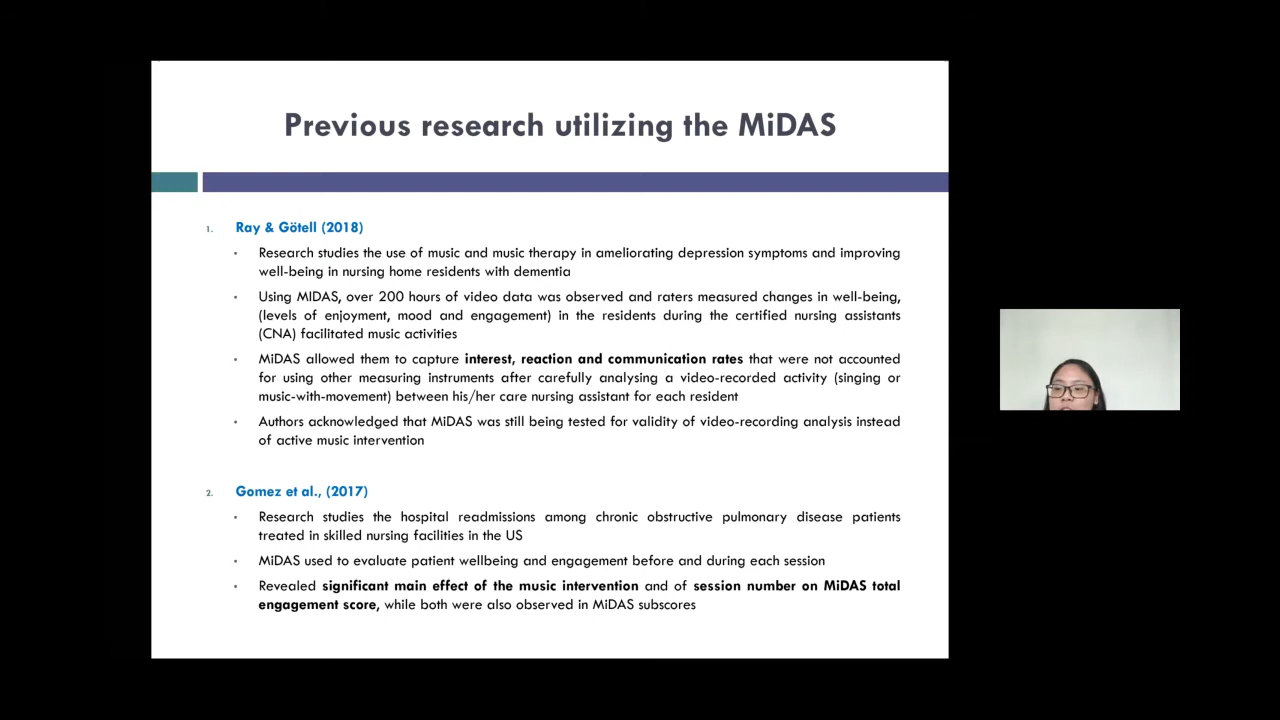 Previous research utilizing the MiDAS
1. Ray & Götell (2018)
• Research studies the use of music and music therapy in ameliorating depression symptoms and improving
well-being in nursing home residents with dementia
• Using MIDAS, over 200 hours of video data was observed and raters measured changes in well-being,
(levels of enjoyment, mood and engagement) in the residents during the certified nursing assistants
(CNA) facilitated music activities
• MiDAS allowed them to capture interest, reaction and communication rates that were not accounted
for using other measuring instruments after carefully analysing a video-recorded activity (singing or
music-with-movement) between his/her care nursing assistant for each resident
• Authors acknowledged that MiDAS was still being tested for validity of video-recording analysis instead
of active music intervention
2. Gomez et al., (2017)
• Research studies the hospital readmissions among chronic obstructive pulmonary disease patients
treated in skilled nursing facilities in the US
• MiDAS used to evaluate patient wellbeing and engagement before and during each session
• Revealed significant main effect of the music intervention and of session number on MiDAS total
engagement score, while both were also observed in MiDAS subscores